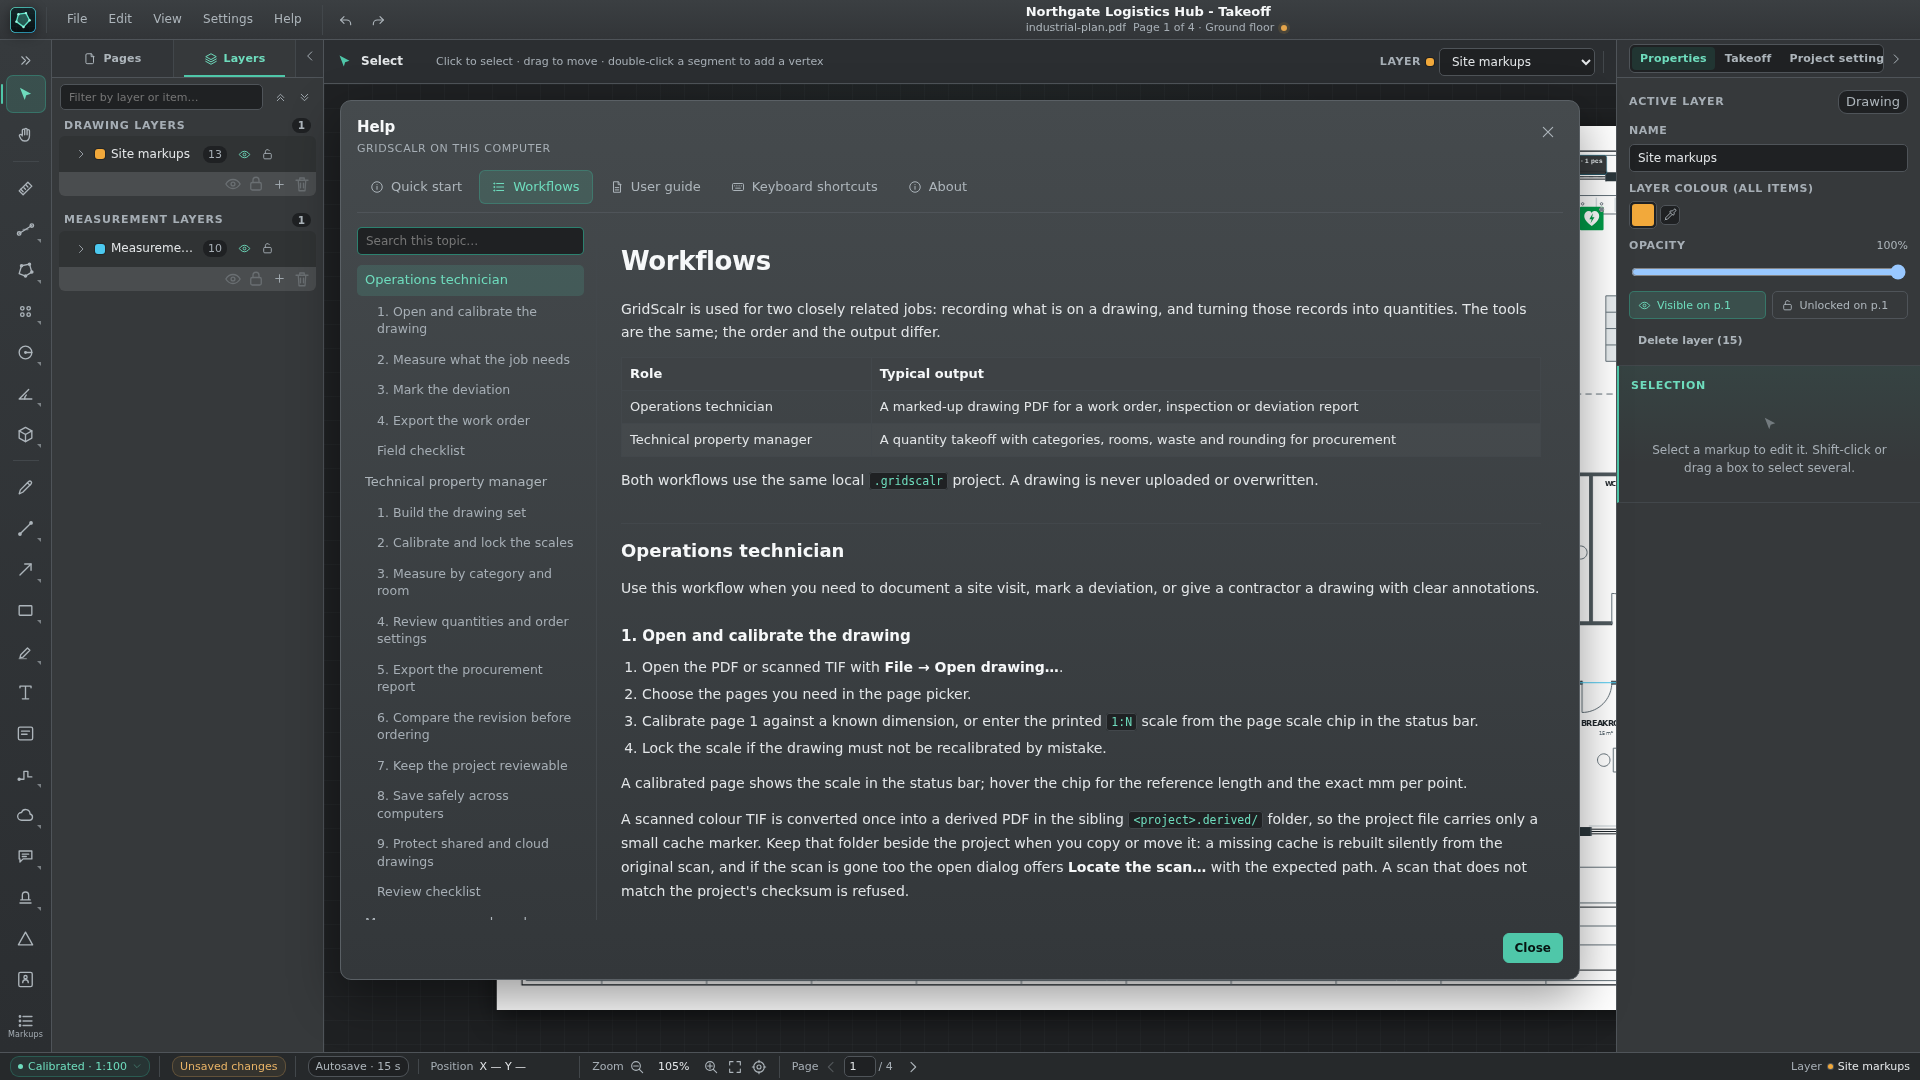 File Edit View Settings Help
Northgate Logistics Hub - Takeoff
industrial-plan.pdf Page 1 of 4 · Ground floor
Pages Layers
Select Click to select · drag to move · double-click a segment to add a vertex
LAYER Site markups
Properties Takeoff Project setting
Filter by layer or item...
DRAWING LAYERS 1
Site markups 13
MEASUREMENT LAYERS 1
Measureme... 10
Markups
Help
GRIDSCALR ON THIS COMPUTER
Quick start Workflows User guide Keyboard shortcuts About
Search this topic...
Operations technician
1. Open and calibrate the
drawing
2. Measure what the job needs
3. Mark the deviation
4. Export the work order
Field checklist
Technical property manager
1. Build the drawing set
2. Calibrate and lock the scales
3. Measure by category and
room
4. Review quantities and order
settings
5. Export the procurement
report
6. Compare the revision before
ordering
7. Keep the project reviewable
8. Save safely across
computers
9. Protect shared and cloud
drawings
Review checklist
Workflows
GridScalr is used for two closely related jobs: recording what is on a drawing, and turning those records into quantities. The tools
are the same; the order and the output differ.
Role Typical output
Operations technician A marked-up drawing PDF for a work order, inspection or deviation report
Technical property manager A quantity takeoff with categories, rooms, waste and rounding for procurement
Both workflows use the same local .gridscalr project. A drawing is never uploaded or overwritten.
Operations technician
Use this workflow when you need to document a site visit, mark a deviation, or give a contractor a drawing with clear annotations.
1. Open and calibrate the drawing
1. Open the PDF or scanned TIF with File → Open drawing….
2. Choose the pages you need in the page picker.
3. Calibrate page 1 against a known dimension, or enter the printed 1:N scale from the page scale chip in the status bar.
4. Lock the scale if the drawing must not be recalibrated by mistake.
A calibrated page shows the scale in the status bar; hover the chip for the reference length and the exact mm per point.
A scanned colour TIF is converted once into a derived PDF in the sibling <project>.derived/ folder, so the project file carries only a
small cache marker. Keep that folder beside the project when you copy or move it: a missing cache is rebuilt silently from the
original scan, and if the scan is gone too the open dialog offers Locate the scan… with the expected path. A scan that does not
match the project's checksum is refused.
Close
· 1 pcs
WC
BREAKRO
ACTIVE LAYER Drawing
NAME
Site markups
LAYER COLOUR (ALL ITEMS)
OPACITY 100%
Visible on p.1 Unlocked on p.1
Delete layer (15)
SELECTION
Select a markup to edit it. Shift-click or
drag a box to select several.
Calibrated · 1:100 Unsaved changes Autosave · 15 s Position X — Y — Zoom 105% Page 1 / 4 Layer Site markups